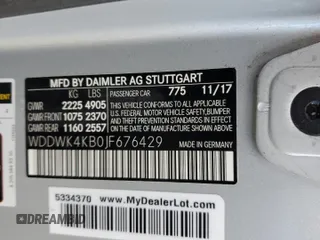 MFG BY DAIMLER AG STUTTGART
KG LBS
PASSENGER CAR 775 11/17
GVWR 2225 4905
GAWR FRONT 1075 2370
GAWR REAR 1160 2557
THIS VEHICLE CONFORMS TO ALL APPLICABLE
U.S. FEDERAL MOTOR VEHICLE
SAFETY, BUMPER, AND
THEFT PREVENTION STANDARDS
IN EFFECT ON THE DATE OF
MANUFACTURE SHOWN ABOVE
WDDWK4KB0JF676429
MADE IN GERMANY
5334370
www.MyDealerLot.com
DREAMBID